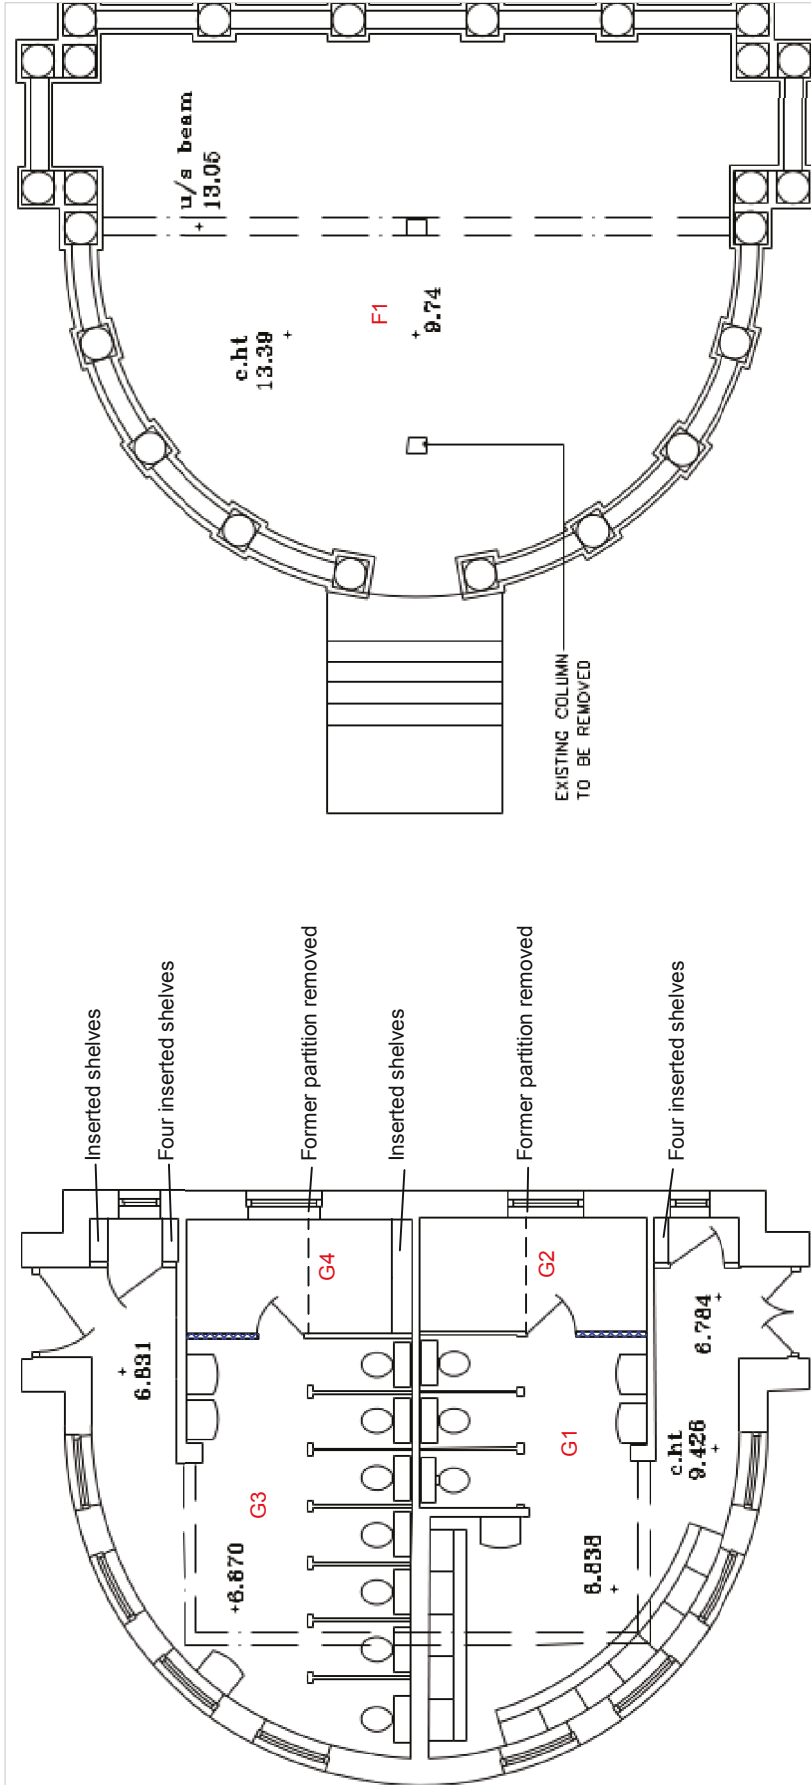 u/s beam
13.05
c.ht
13.39
F1
9.74
EXISTING COLUMN
TO BE REMOVED
Inserted shelves
Four inserted shelves
Former partition removed
Inserted shelves
Former partition removed
Four inserted shelves
6.831
G4
G2
6.784
G3
G1
c.ht
9.426
6.670
6.838